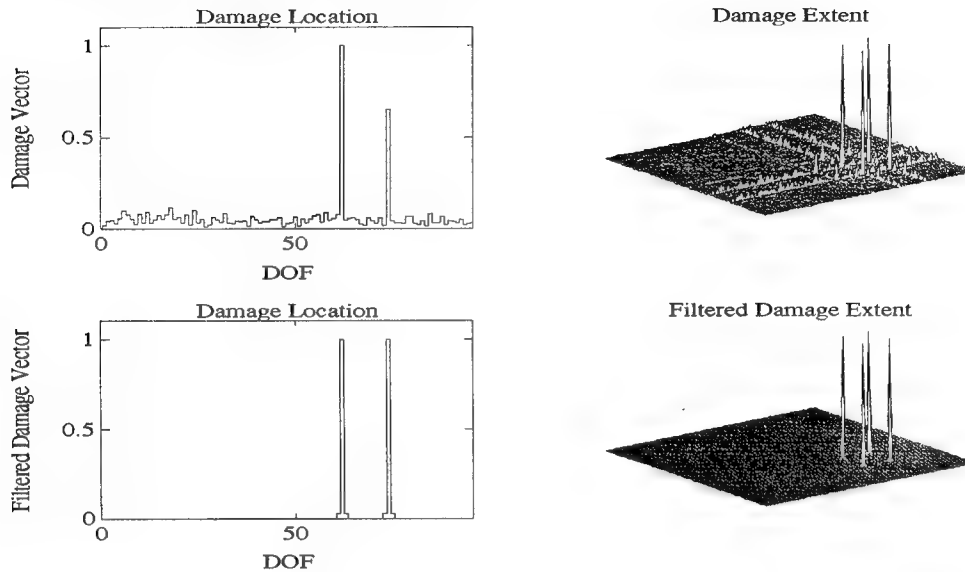 Damage Location
Damage Vector
1
0.5
0
0
50
DOF
Damage Extent
Damage Location
Filtered Damage Vector
1
0.5
0
0
50
DOF
Filtered Damage Extent